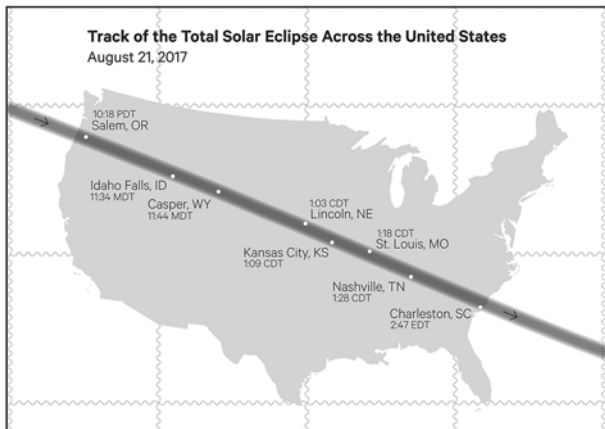 Track of the Total Solar Eclipse Across the United States
August 21, 2017
10:18 PDT
Salem, OR
Idaho Falls, ID
11:34 MDT
Casper, WY
11:44 MDT
1:03 CDT
Lincoln, NE
Kansas City, KS
1:09 CDT
1:18 CDT
St. Louis, MO
Nashville, TN
1:28 CDT
Charleston, SC
2:47 EDT